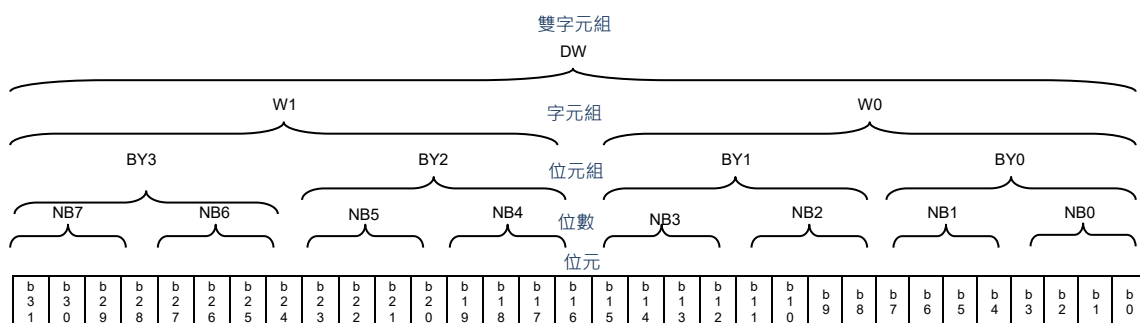 雙字元組
DW
W1 字元組 W0
BY3 BY2 位元組 BY1 BY0
NB7 NB6 NB5 NB4 位數 NB3 NB2 NB1 NB0
位元
b31 b30 b29 b28 b27 b26 b25 b24 b23 b22 b21 b20 b19 b18 b17 b16 b15 b14 b13 b12 b11 b10 b9 b8 b7 b6 b5 b4 b3 b2 b1 b0